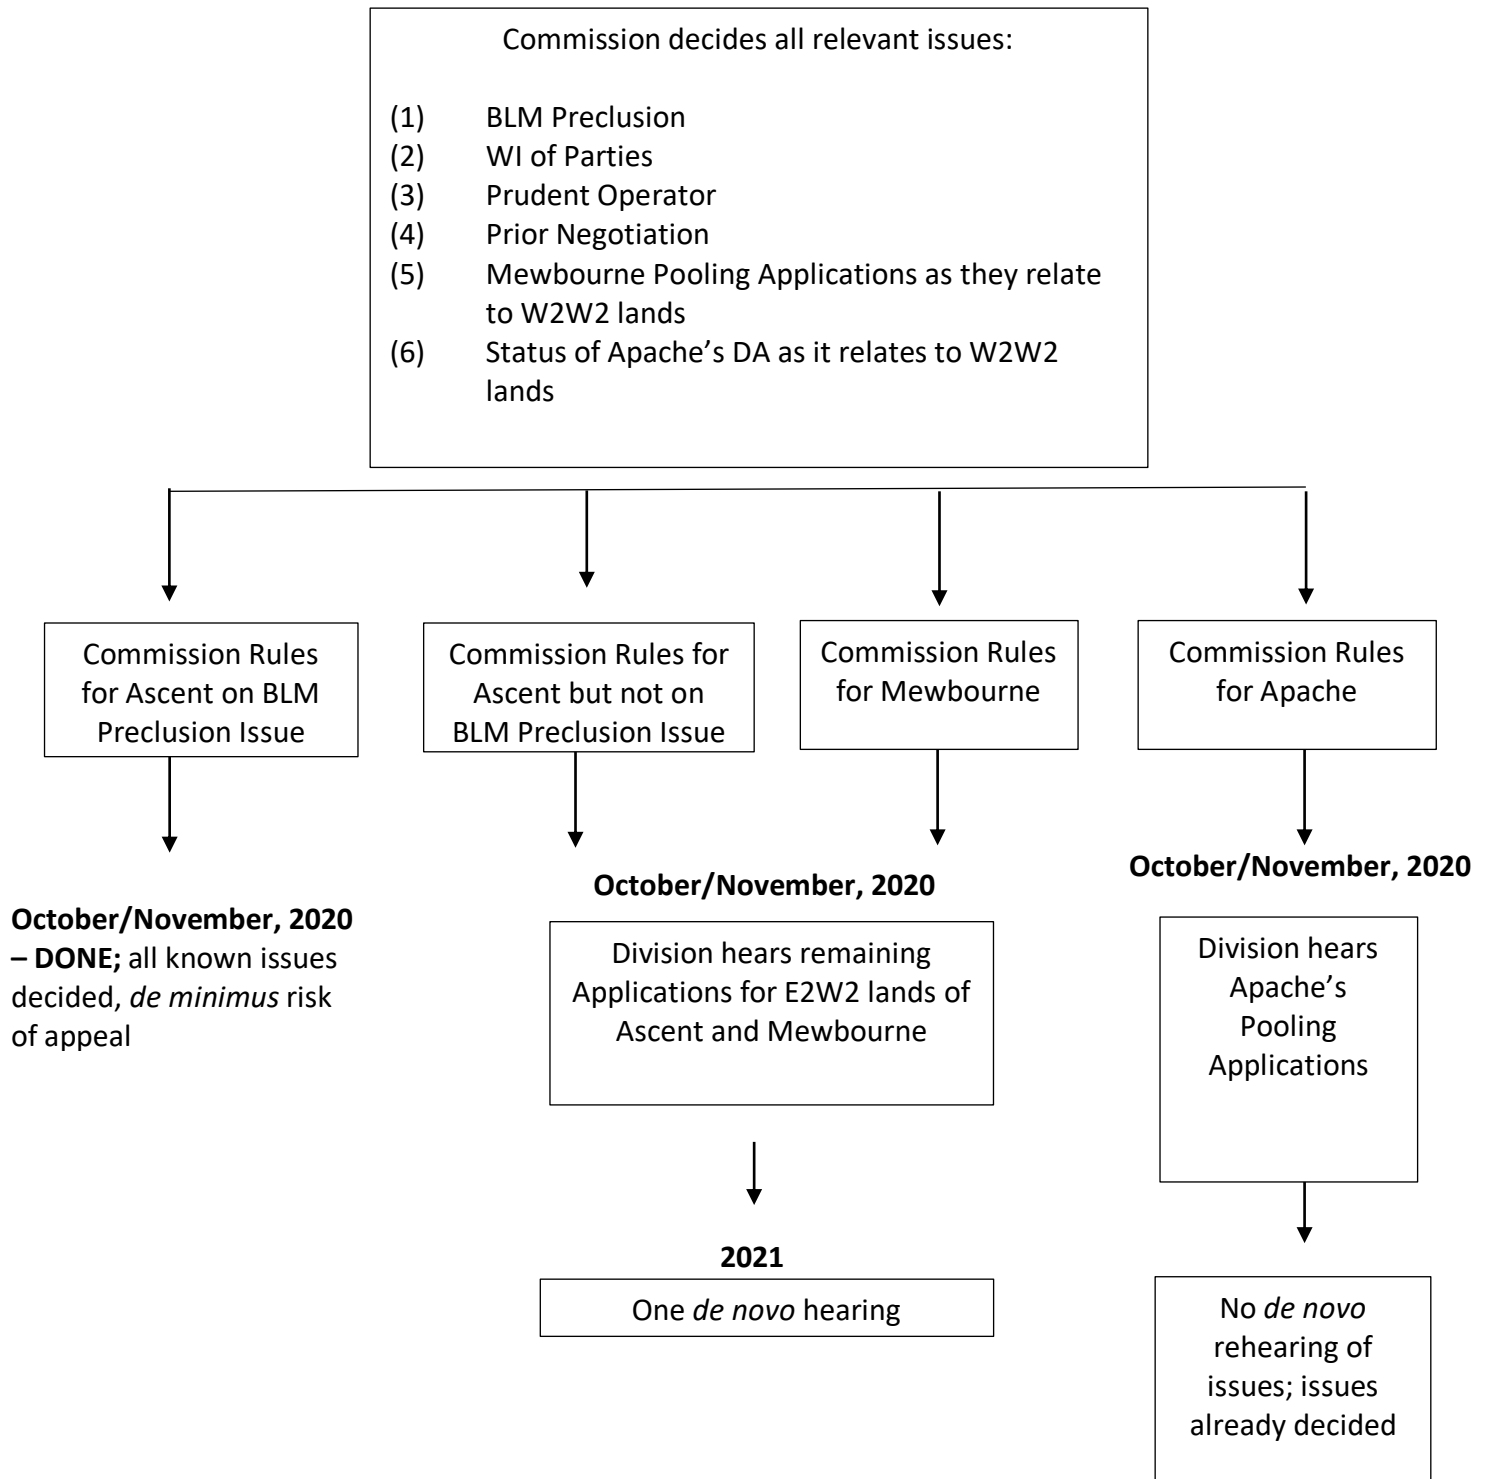 Commission decides all relevant issues:
(1) BLM Preclusion
(2) WI of Parties
(3) Prudent Operator
(4) Prior Negotiation
(5) Mewbourne Pooling Applications as they relate
to W2W2 lands
(6) Status of Apache’s DA as it relates to W2W2
lands
Commission Rules
for Ascent on BLM
Preclusion Issue
Commission Rules for
Ascent but not on
BLM Preclusion Issue
Commission Rules
for Mewbourne
Commission Rules
for Apache
October/November, 2020
– DONE; all known issues
decided, de minimus risk
of appeal
October/November, 2020
Division hears remaining
Applications for E2W2 lands of
Ascent and Mewbourne
2021
One de novo hearing
October/November, 2020
Division hears
Apache’s
Pooling
Applications
No de novo
rehearing of
issues; issues
already decided